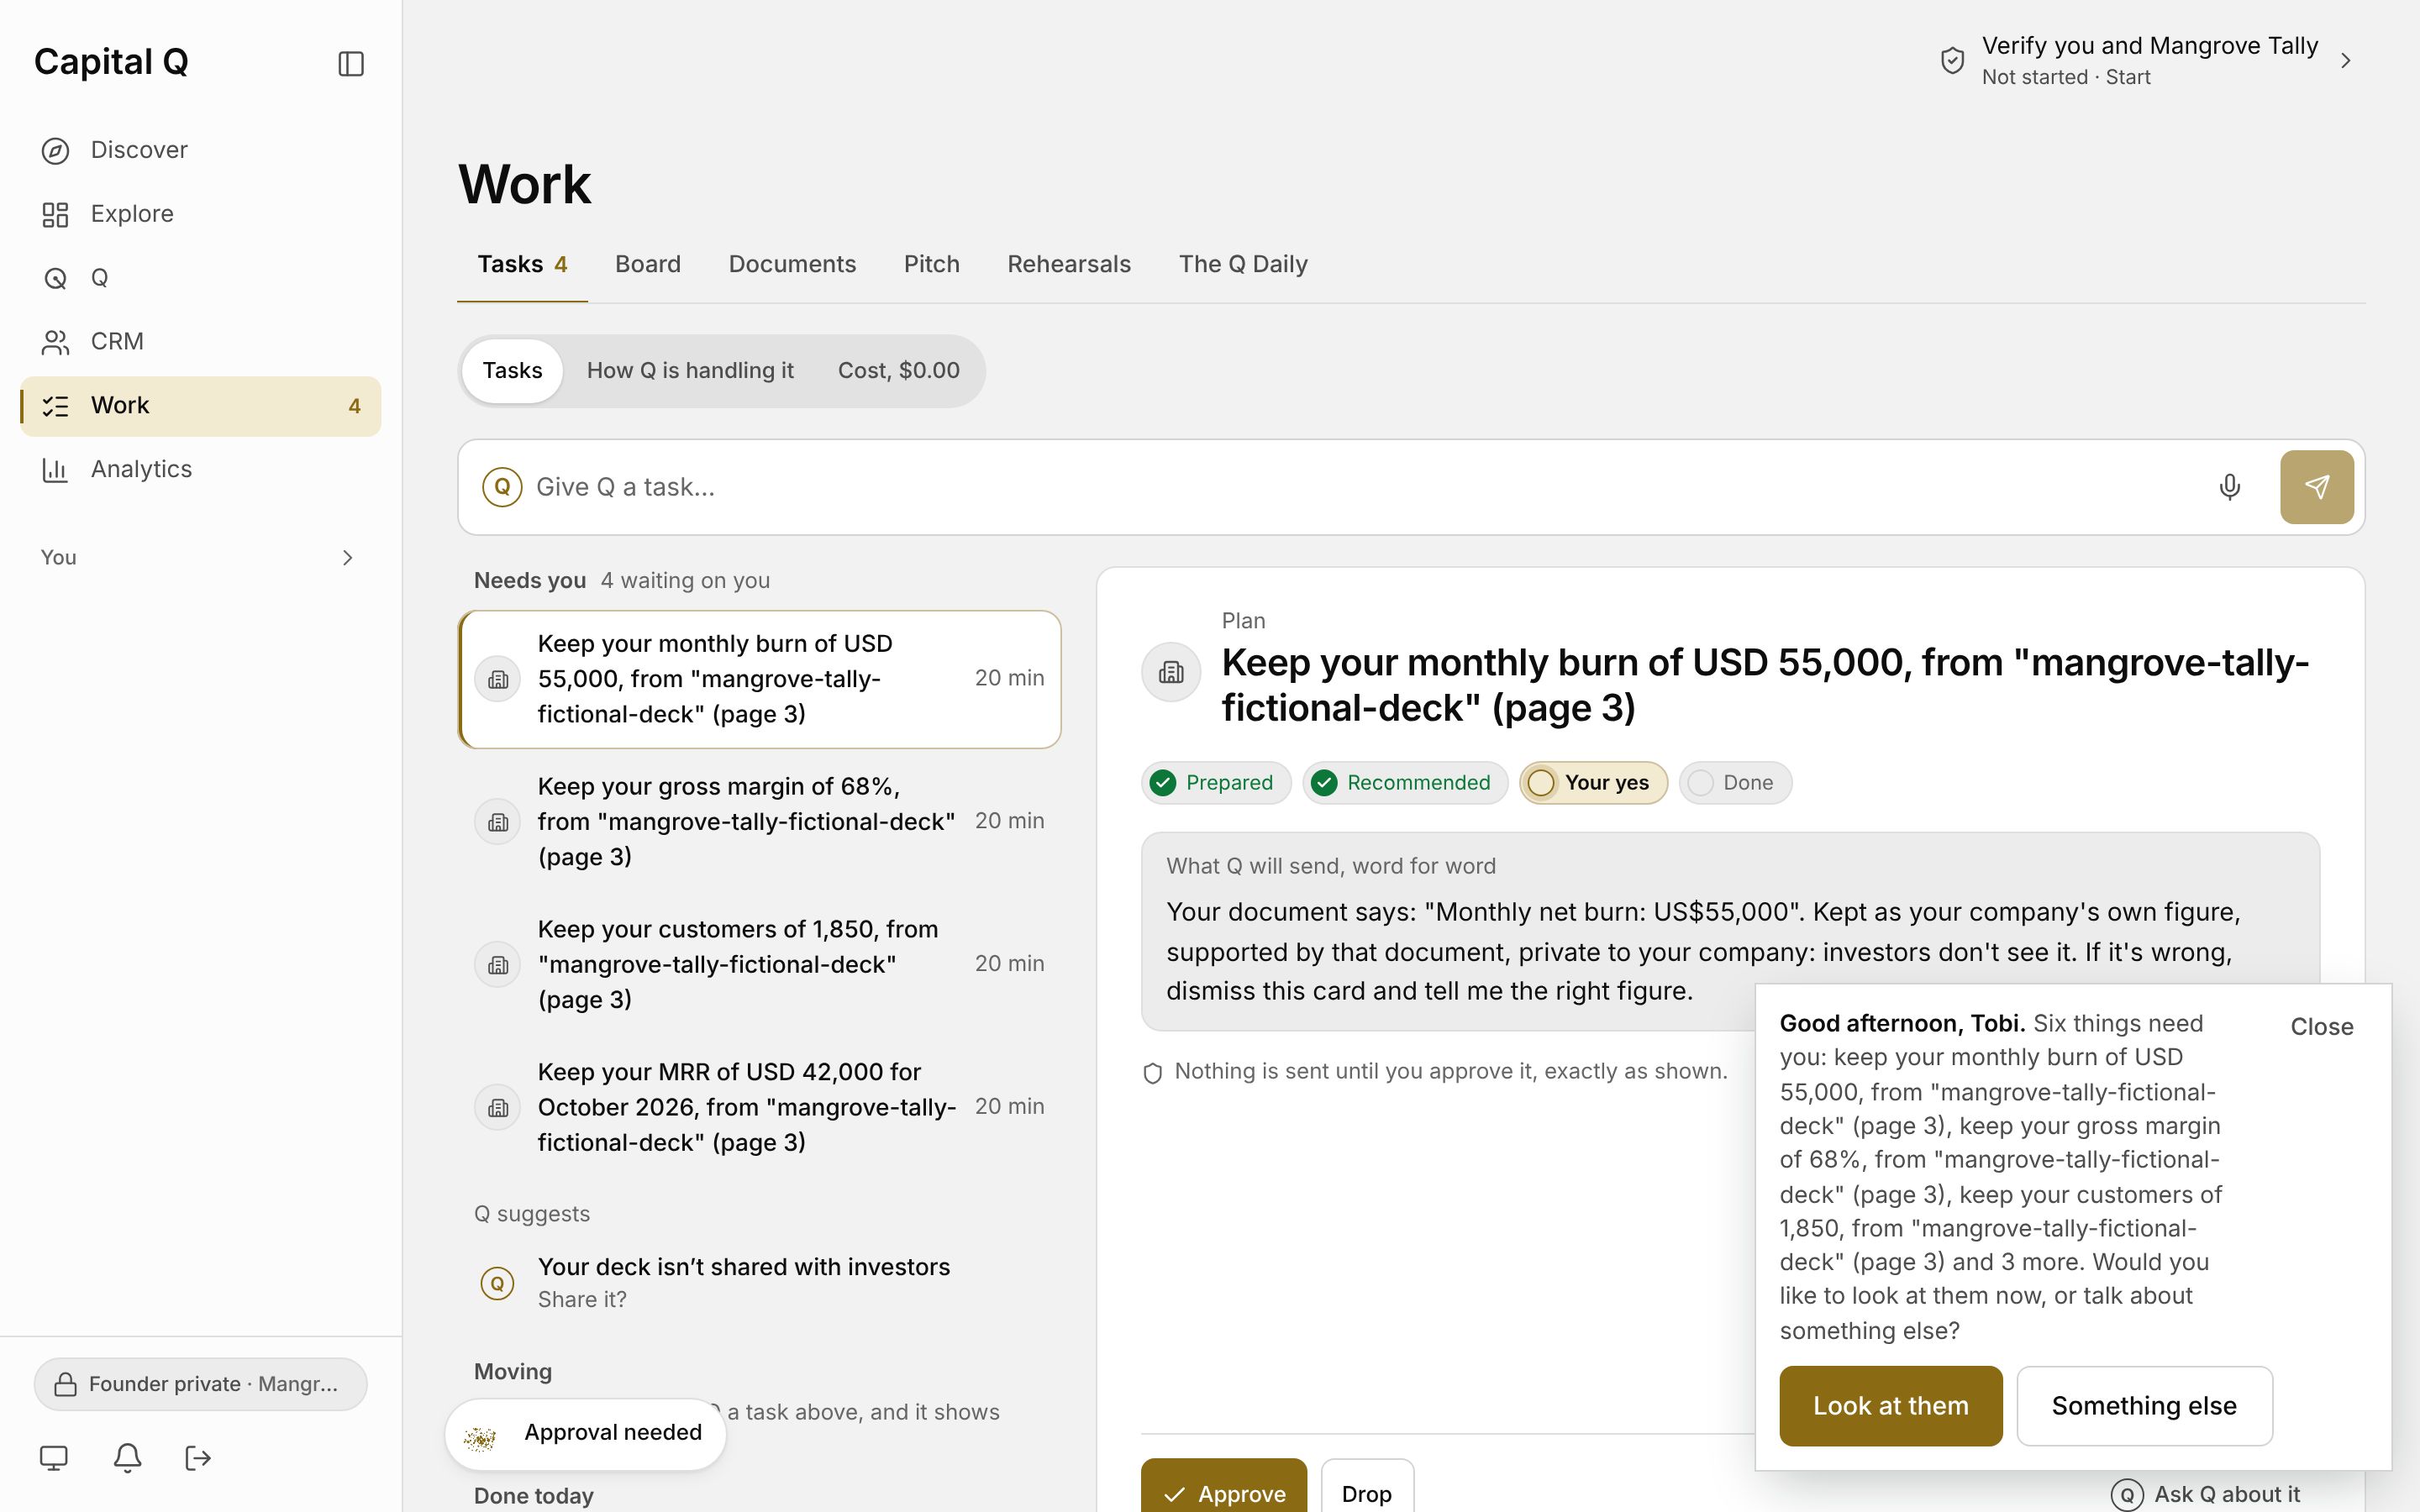 Capital Q
Discover
Explore
Q
CRM
Work 4
Analytics
You
Founder private · Mangr...
Verify you and Mangrove Tally
Not started · Start
Work
Tasks 4
Board
Documents
Pitch
Rehearsals
The Q Daily
Tasks
How Q is handling it
Cost, $0.00
Q
Give Q a task...
Needs you 4 waiting on you
Keep your monthly burn of USD
55,000, from "mangrove-tally-
fictional-deck" (page 3)
20 min
Keep your gross margin of 68%,
from "mangrove-tally-fictional-deck"
(page 3)
20 min
Keep your customers of 1,850, from
"mangrove-tally-fictional-deck"
(page 3)
20 min
Keep your MRR of USD 42,000 for
October 2026, from "mangrove-tally-
fictional-deck" (page 3)
20 min
Q suggests
Q
Your deck isn’t shared with investors
Share it?
Moving
a task above, and it shows
Approval needed
Done today
Plan
Keep your monthly burn of USD 55,000, from "mangrove-tally-
fictional-deck" (page 3)
Prepared
Recommended
Your yes
Done
What Q will send, word for word
Your document says: "Monthly net burn: US$55,000". Kept as your company's own figure,
supported by that document, private to your company: investors don't see it. If it's wrong,
dismiss this card and tell me the right figure.
Nothing is sent until you approve it, exactly as shown.
Approve
Drop
Q Ask Q about it
Good afternoon, Tobi. Six things need
you: keep your monthly burn of USD
55,000, from "mangrove-tally-fictional-
deck" (page 3), keep your gross margin
of 68%, from "mangrove-tally-fictional-
deck" (page 3), keep your customers of
1,850, from "mangrove-tally-fictional-
deck" (page 3) and 3 more. Would you
like to look at them now, or talk about
something else?
Close
Look at them
Something else